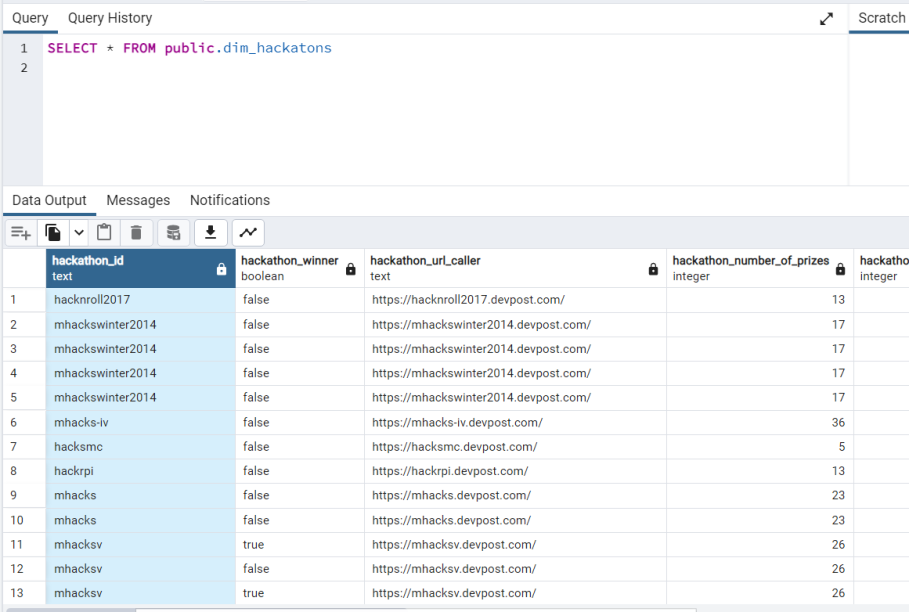 Query Query History Scratch
1 SELECT * FROM public.dim_hackatons
2
Data Output Messages Notifications
hackathon_id hackathon_winner hackathon_url_caller hackathon_number_of_prizes hackatho
text boolean text integer integer
1 hacknroll2017 false https://hacknroll2017.devpost.com/ 13
2 mhackswinter2014 false https://mhackswinter2014.devpost.com/ 17
3 mhackswinter2014 false https://mhackswinter2014.devpost.com/ 17
4 mhackswinter2014 false https://mhackswinter2014.devpost.com/ 17
5 mhackswinter2014 false https://mhackswinter2014.devpost.com/ 17
6 mhacks-iv false https://mhacks-iv.devpost.com/ 36
7 hacksmc false https://hacksmc.devpost.com/ 5
8 hackrpi false https://hackrpi.devpost.com/ 13
9 mhacks false https://mhacks.devpost.com/ 23
10 mhacks false https://mhacks.devpost.com/ 23
11 mhacksv true https://mhacksv.devpost.com/ 26
12 mhacksv false https://mhacksv.devpost.com/ 26
13 mhacksv true https://mhacksv.devpost.com/ 26